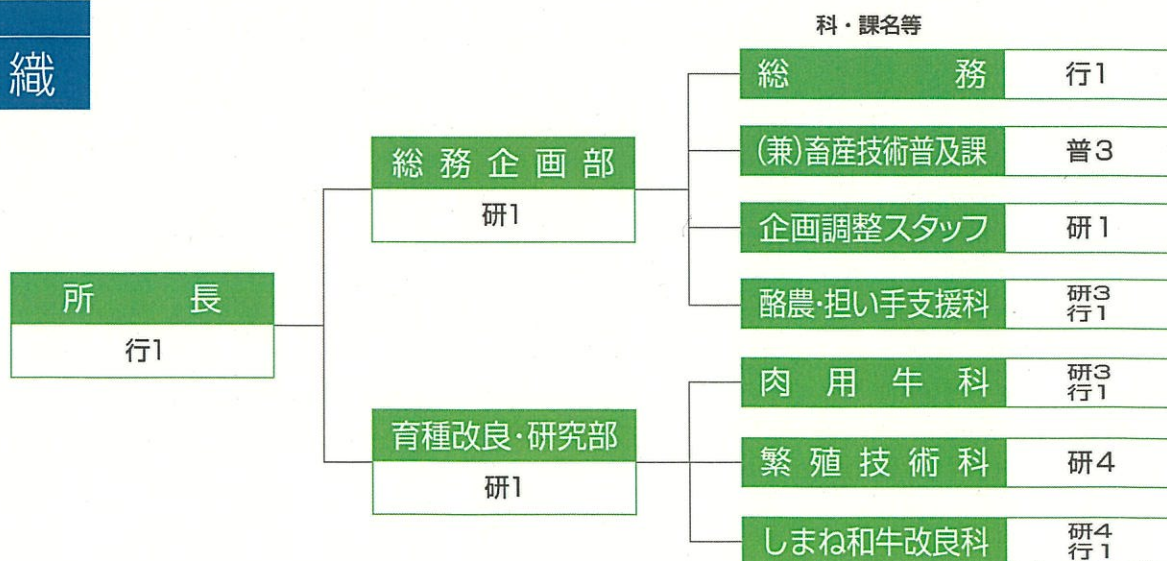 織
科・課名等
総務 行1
(兼)畜産技術普及課 普3
企画調整スタッフ 研1
酪農・担い手支援科 研3
行1
総務企画部
研1
所長
行1
育種改良・研究部
研1
肉用牛科 研3
行1
繁殖技術科 研4
しまね和牛改良科 研4
行1